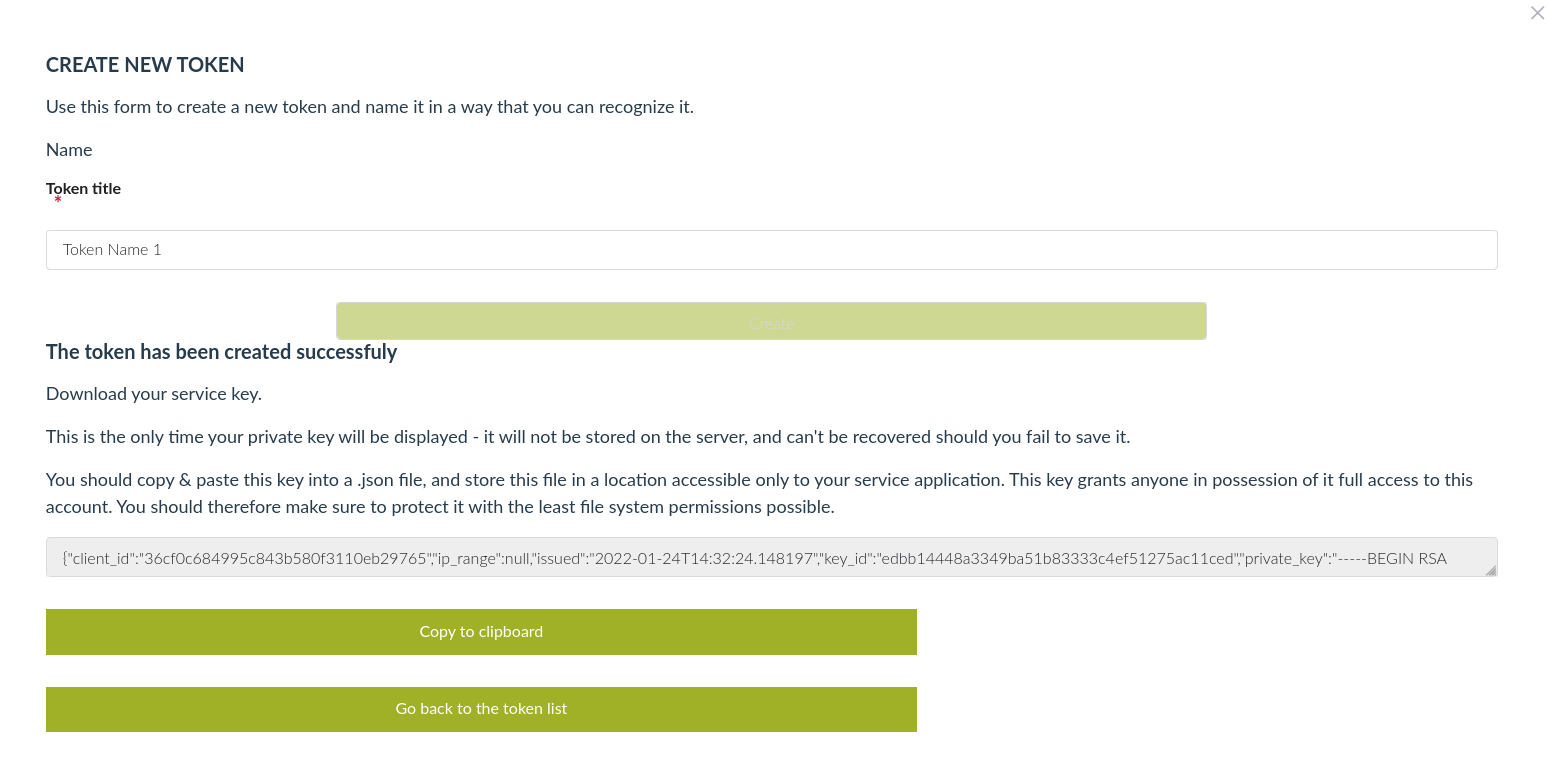 CREATE NEW TOKEN
Use this form to create a new token and name it in a way that you can recognize it.
Name
Token title
*
Token Name 1
Create
The token has been created successfuly
Download your service key.
This is the only time your private key will be displayed - it will not be stored on the server, and can't be recovered should you fail to save it.
You should copy & paste this key into a .json file, and store this file in a location accessible only to your service application. This key grants anyone in possession of it full access to this
account. You should therefore make sure to protect it with the least file system permissions possible.
{"client_id":"36cf0c684995c843b580f3110eb29765","ip_range":null,"issued":"2022-01-24T14:32:24.148197","key_id":"edbb14448a3349ba51b83333c4ef51275ac11ced","private_key":"-----BEGIN RSA
Copy to clipboard
Go back to the token list